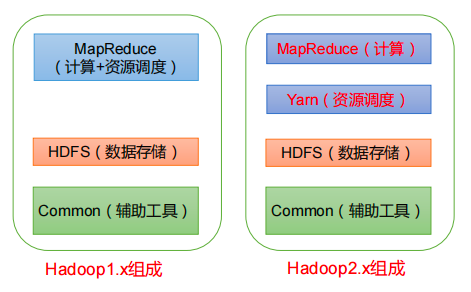 MapReduce
（计算+资源调度）
HDFS（数据存储）
Common（辅助工具）
Hadoop1.x组成
MapReduce（计算）
Yarn（资源调度）
HDFS（数据存储）
Common（辅助工具）
Hadoop2.x组成